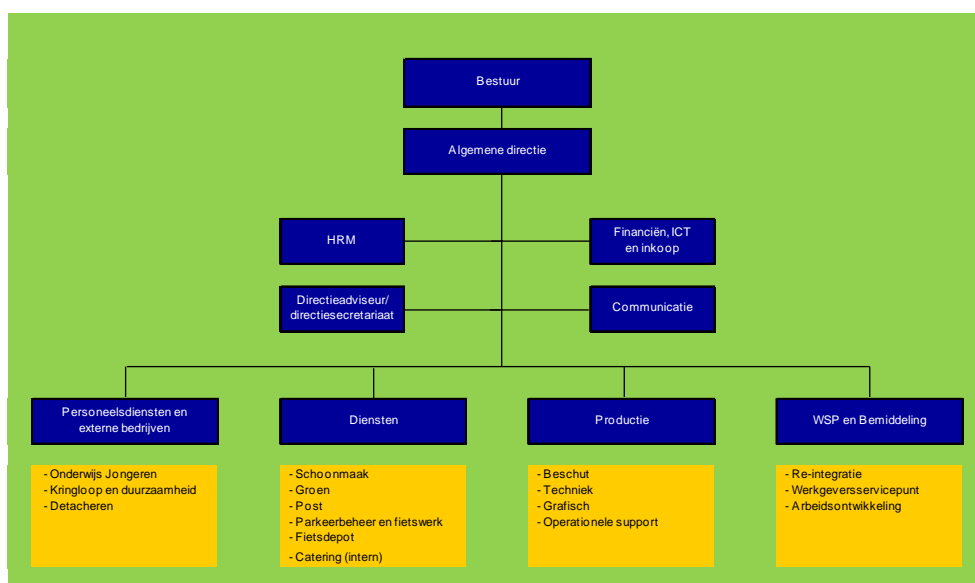 Bestuur
Algemene directie
HRM
Financiën, ICT
en inkoop
Directieadviseur/
directiesecretariaat
Communicatie
Personeelsdiensten en
externe bedrijven
Diensten
Productie
WSP en Bemiddeling
- Onderwijs Jongeren
- Kringloop en duurzaamheid
- Detacheren
- Schoonmaak
- Groen
- Post
- Parkeerbeheer en fietswerk
- Fietsdepot
- Catering (intern)
- Beschut
- Techniek
- Grafisch
- Operationele support
- Re-integratie
- Werkgeversservicepunt
- Arbeidsontwikkeling